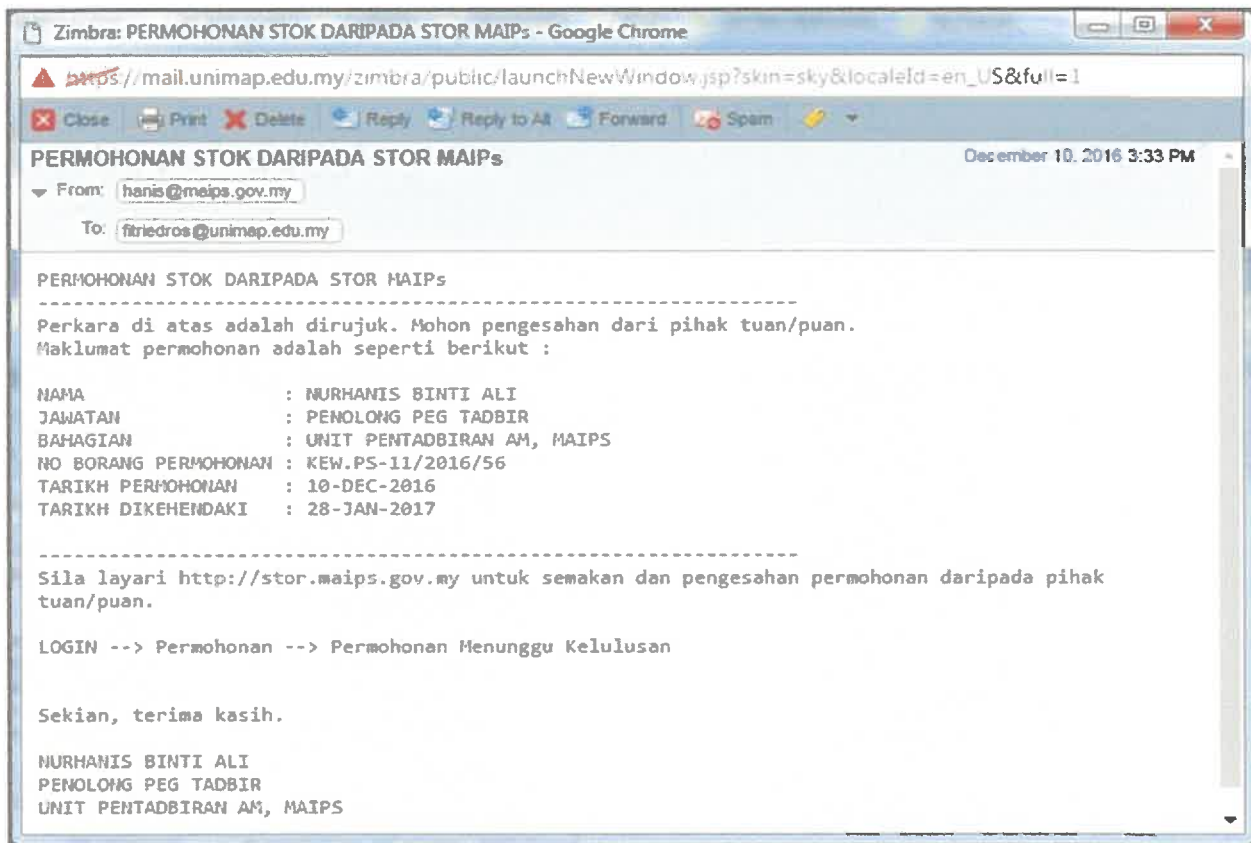 Zimbra: PERMOHONAN STOK DARIPADA STOR MAIPs - Google Chrome
https://mail.unimap.edu.my/zimbra/public/launchNewWindow.jsp?skin=sky&localeId=en_US&full=1
Close Print Delete Reply Reply to All Forward Spam
PERMOHONAN STOK DARIPADA STOR MAIPs December 10, 2016 3:33 PM
From: hanis@maips.gov.my
To: fitriedros@unimap.edu.my
PERMOHONAN STOK DARIPADA STOR MAIPs
----------------------------------------------------------------
Perkara di atas adalah dirujuk. Mohon pengesahan dari pihak tuan/puan.
Maklumat permohonan adalah seperti berikut :
NAMA : NURHANIS BINTI ALI
JAWATAN : PENOLONG PEG TADBIR
BAHAGIAN : UNIT PENTADBIRAN AM, MAIPS
NO BORANG PERMOHONAN : KEW.PS-11/2016/56
TARIKH PERMOHONAN : 10-DEC-2016
TARIKH DIKEHENDAKI : 28-JAN-2017
----------------------------------------------------------------
Sila layari http://stor.maips.gov.my untuk semakan dan pengesahan permohonan daripada pihak
tuan/puan.
LOGIN --> Permohonan --> Permohonan Menunggu Kelulusan
Sekian, terima kasih.
NURHANIS BINTI ALI
PENOLONG PEG TADBIR
UNIT PENTADBIRAN AM, MAIPS